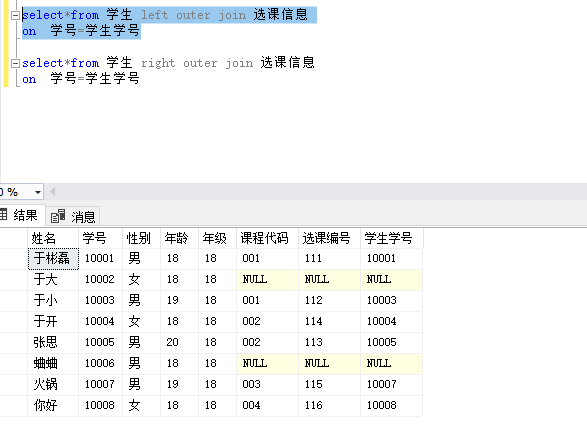 select*from 学生 left outer join 选课信息
on 学号=学生学号
select*from 学生 right outer join 选课信息
on 学号=学生学号
0 %
结果 消息
姓名 学号 性别 年龄 年级 课程代码 选课编号 学生学号
于彬磊 10001 男 18 18 001 111 10001
于大 10002 女 18 18 NULL NULL NULL
于小 10003 男 19 18 001 112 10003
于开 10004 女 18 18 002 114 10004
张思 10005 男 20 18 002 113 10005
蛐蛐 10006 男 18 18 NULL NULL NULL
火锅 10007 男 19 18 003 115 10007
你好 10008 女 18 18 004 116 10008